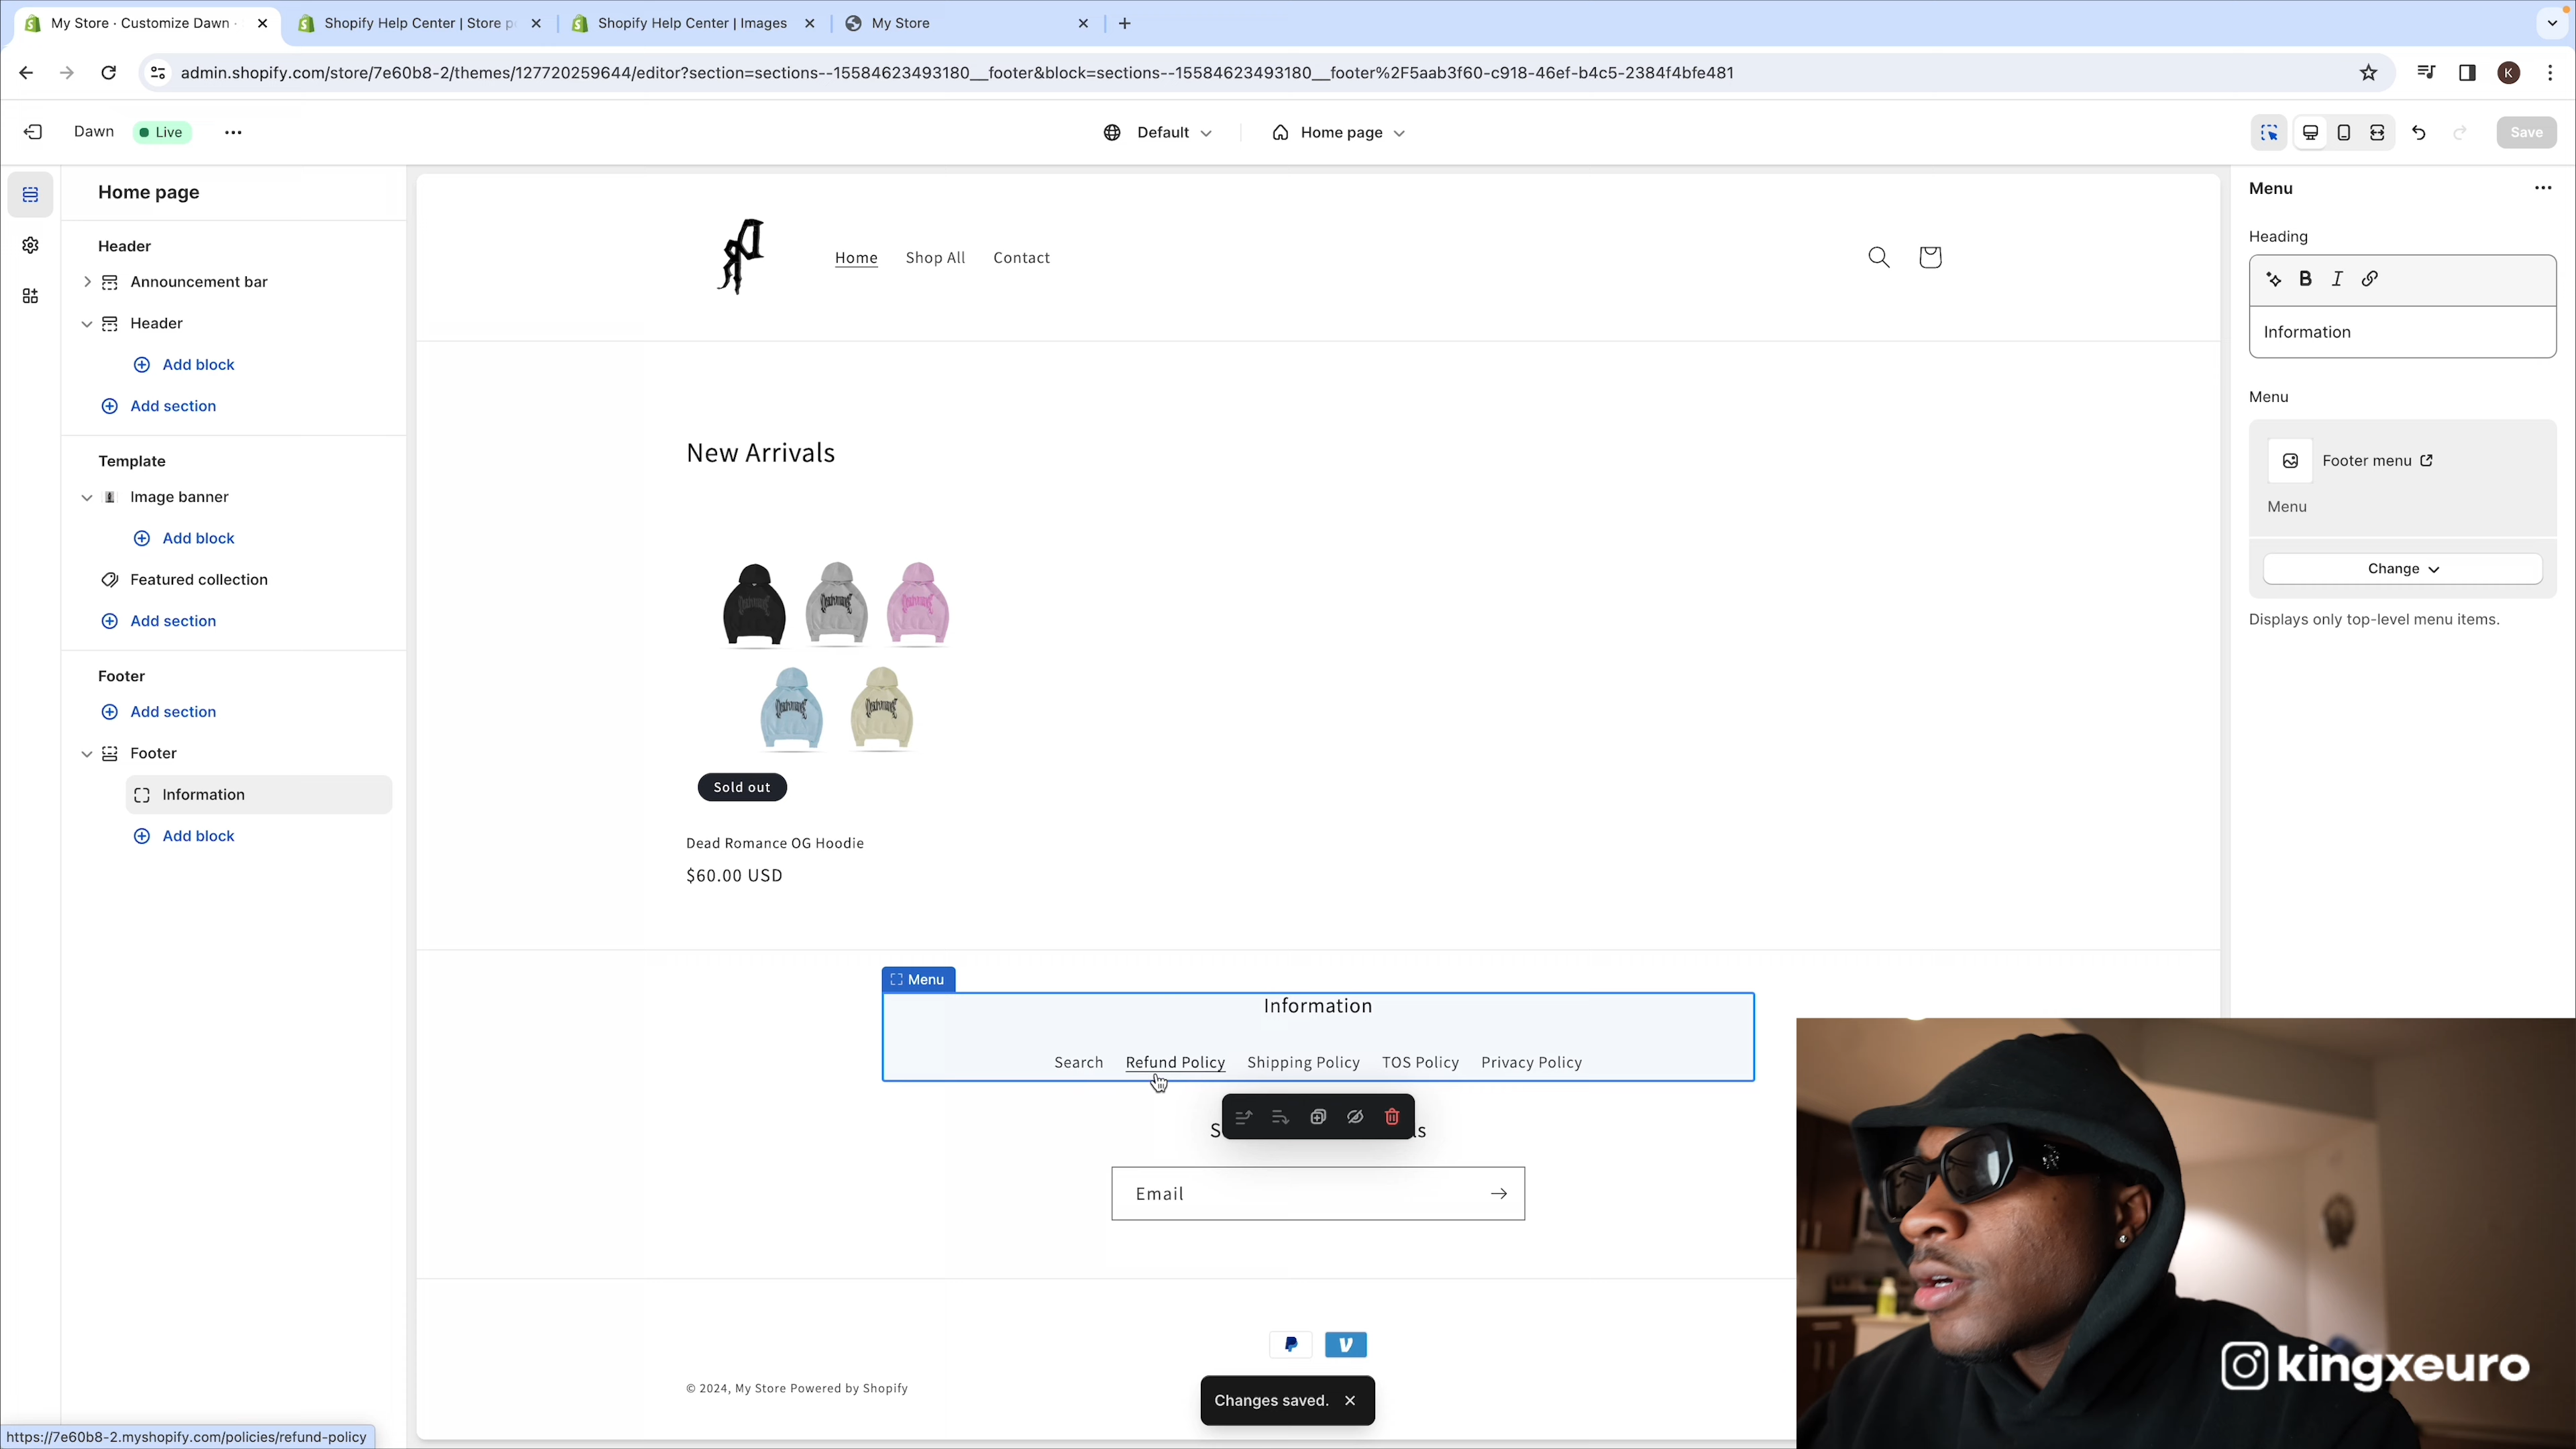 My Store · Customize Dawn ·
Shopify Help Center | Store p
Shopify Help Center | Images
My Store
admin.shopify.com/store/7e60b8-2/themes/127720259644/editor?section=sections--15584623493180__footer&block=sections--15584623493180__footer%2F5aab3f60-c918-46ef-b4c5-2384f4bfe481
K
Dawn
Live
Default
Home page
Save
Home page
Header
Announcement bar
Header
Add block
Add section
Template
Image banner
Add block
Featured collection
Add section
Footer
Add section
Footer
Information
Add block
Home
Shop All
Contact
New Arrivals
Sold out
Dead Romance OG Hoodie
$60.00 USD
Menu
Information
Search
Refund Policy
Shipping Policy
TOS Policy
Privacy Policy
S
ls
Email
© 2024, My Store Powered by Shopify
Changes saved.
Menu
Heading
B
I
Information
Menu
Footer menu
Menu
Change
Displays only top-level menu items.
kingxeuro
https://7e60b8-2.myshopify.com/policies/refund-policy